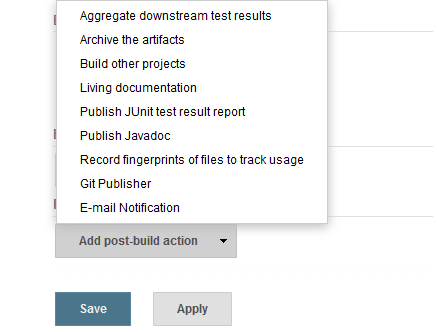 Aggregate downstream test results
Archive the artifacts
Build other projects
Living documentation
Publish JUnit test result report
Publish Javadoc
Record fingerprints of files to track usage
Git Publisher
E-mail Notification
Add post-build action
Save
Apply